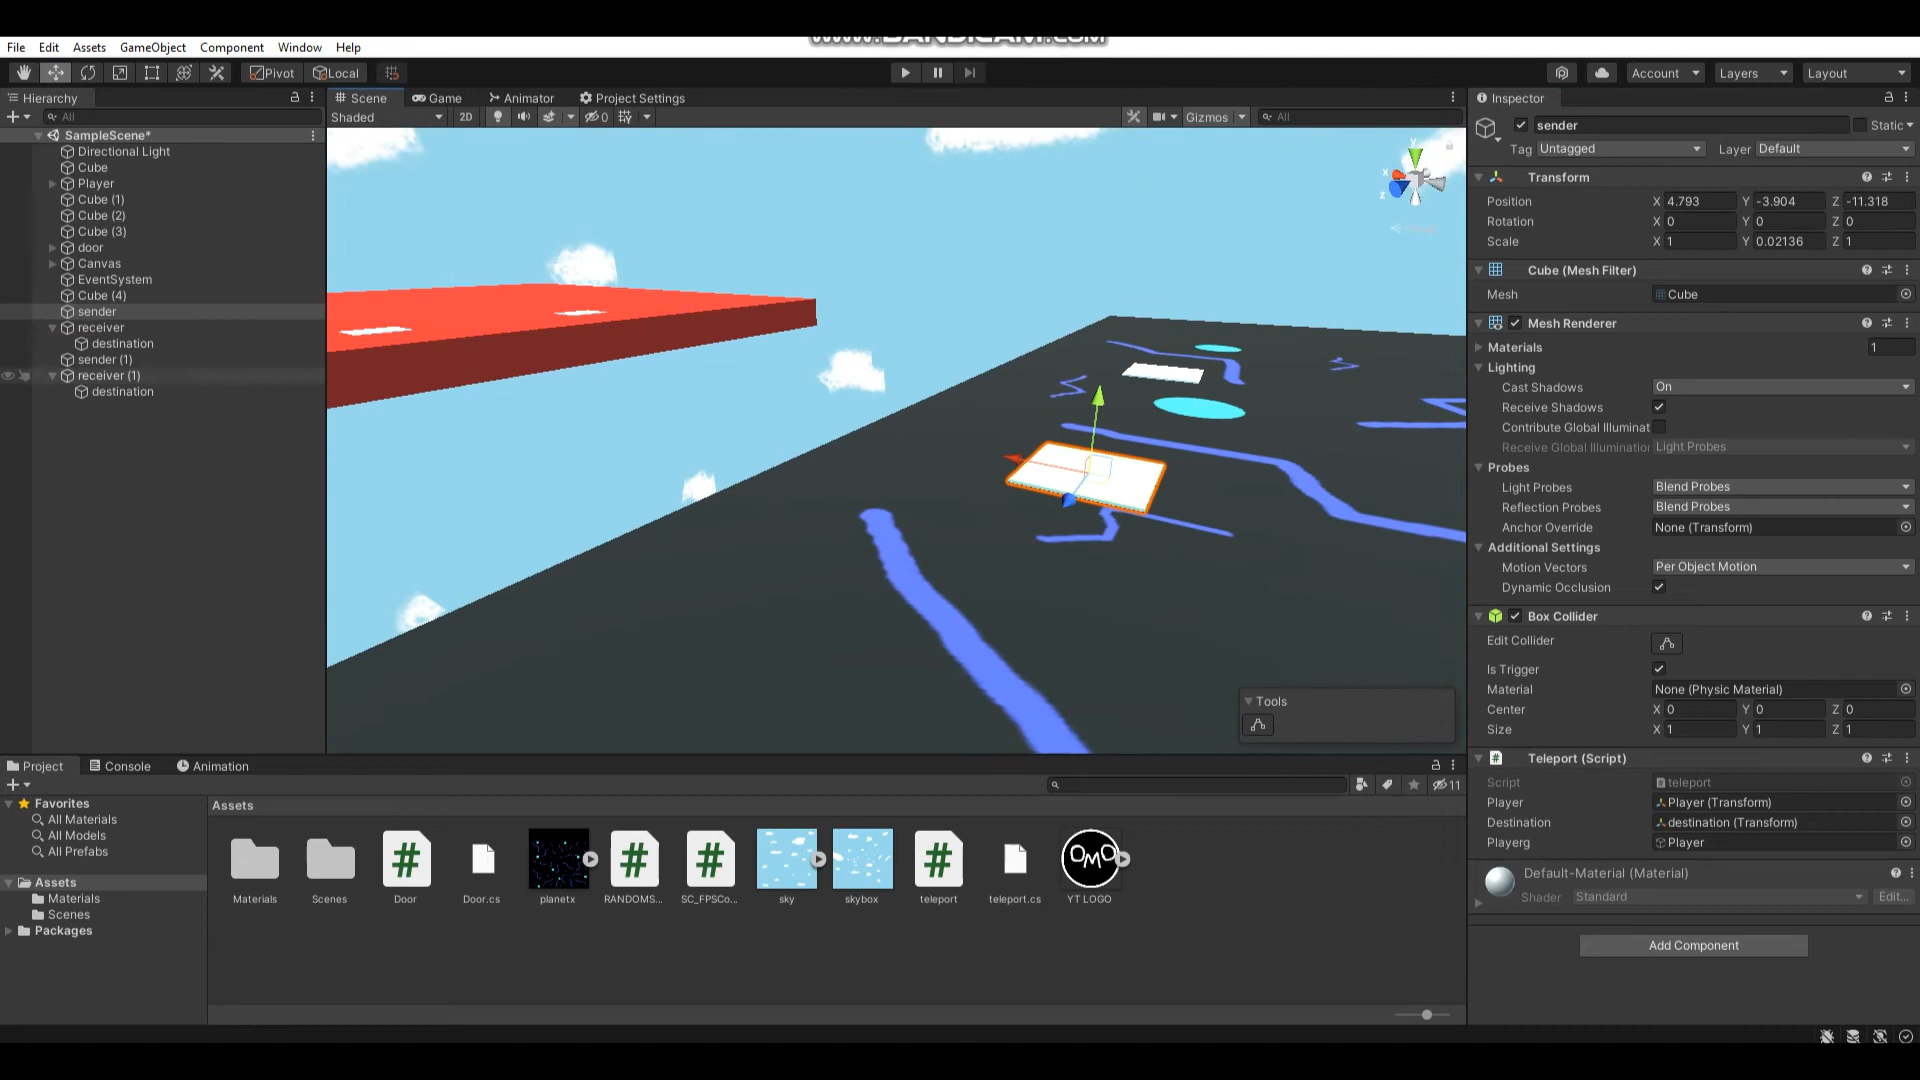 www.BANDICAM.com
File Edit Assets GameObject Component Window Help
Pivot Local Account Layers Layout
Hierarchy Scene Game Animator Project Settings Inspector
All Shaded 2D 0 Gizmos All sender Static
SampleScene*
Tag Untagged Layer Default
Directional Light
Cube
Player
Cube (1)
Cube (2)
Cube (3)
door
Canvas
EventSystem
Cube (4)
sender
receiver
destination
sender (1)
receiver (1)
destination
y
x
z
Transform
Position X 4.793 Y -3.904 Z -11.318
Rotation X 0 Y 0 Z 0
Scale X 1 Y 0.02136 Z 1
Cube (Mesh Filter)
Mesh Cube
Mesh Renderer
Materials 1
Lighting
Cast Shadows On
Receive Shadows
Contribute Global Illuminat
Receive Global Illumination Light Probes
Probes
Light Probes Blend Probes
Reflection Probes Blend Probes
Anchor Override None (Transform)
Additional Settings
Motion Vectors Per Object Motion
Dynamic Occlusion
Box Collider
Edit Collider
Is Trigger
Material None (Physic Material)
Center X 0 Y 0 Z 0
Size X 1 Y 1 Z 1
Tools
Teleport (Script)
Script teleport
Player Player (Transform)
Destination destination (Transform)
Playerg Player
Default-Material (Material)
Shader Standard Edit...
Add Component
Project Console Animation
11
Favorites
All Materials
All Models
All Prefabs
Assets
Materials
Scenes
Packages
Assets
OMO
Materials Scenes Door Door.cs planetx RANDOMS... SC_FPSCo... sky skybox teleport teleport.cs YT LOGO